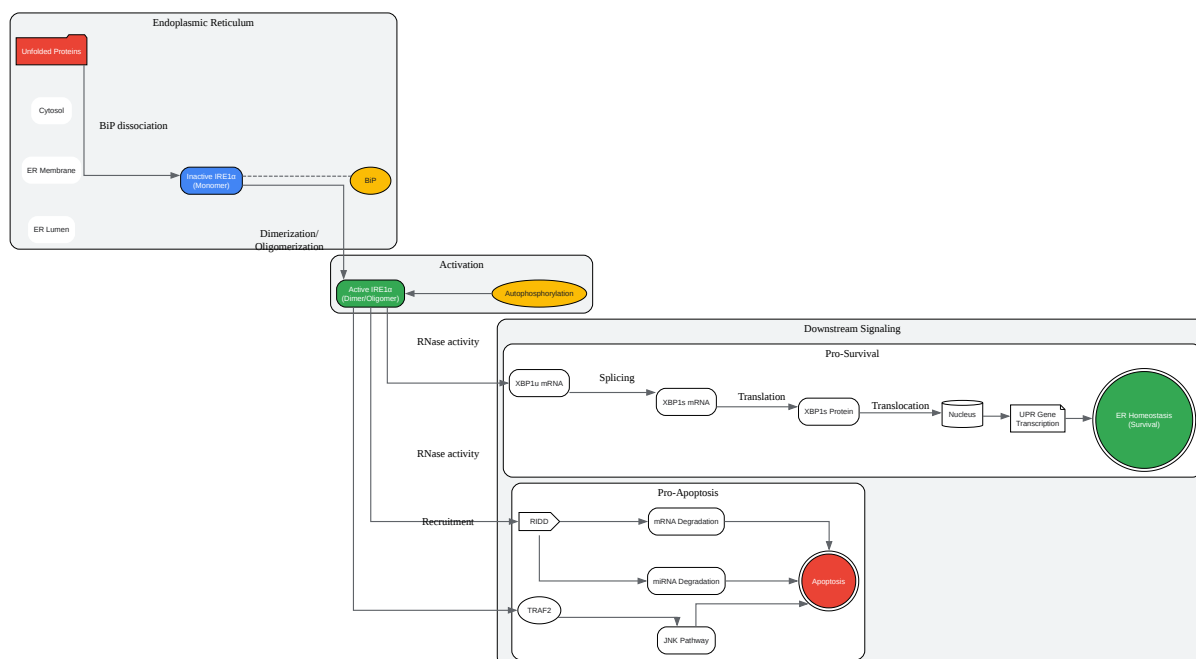 Endoplasmic Reticulum
Unfolded Proteins
Cytosol
BiP dissociation
ER Membrane
Inactive IRE1α
(Monomer)
BiP
ER Lumen
Dimerization/
Oligomerization
Activation
Active IRE1α
(Dimer/Oligomer)
Autophosphorylation
Downstream Signaling
RNase activity
Pro-Survival
XBP1u mRNA
Splicing
XBP1s mRNA
Translation
XBP1s Protein
Translocation
Nucleus
UPR Gene
Transcription
ER Homeostasis
(Survival)
RNase activity
Pro-Apoptosis
Recruitment
RIDD
mRNA Degradation
miRNA Degradation
Apoptosis
TRAF2
JNK Pathway